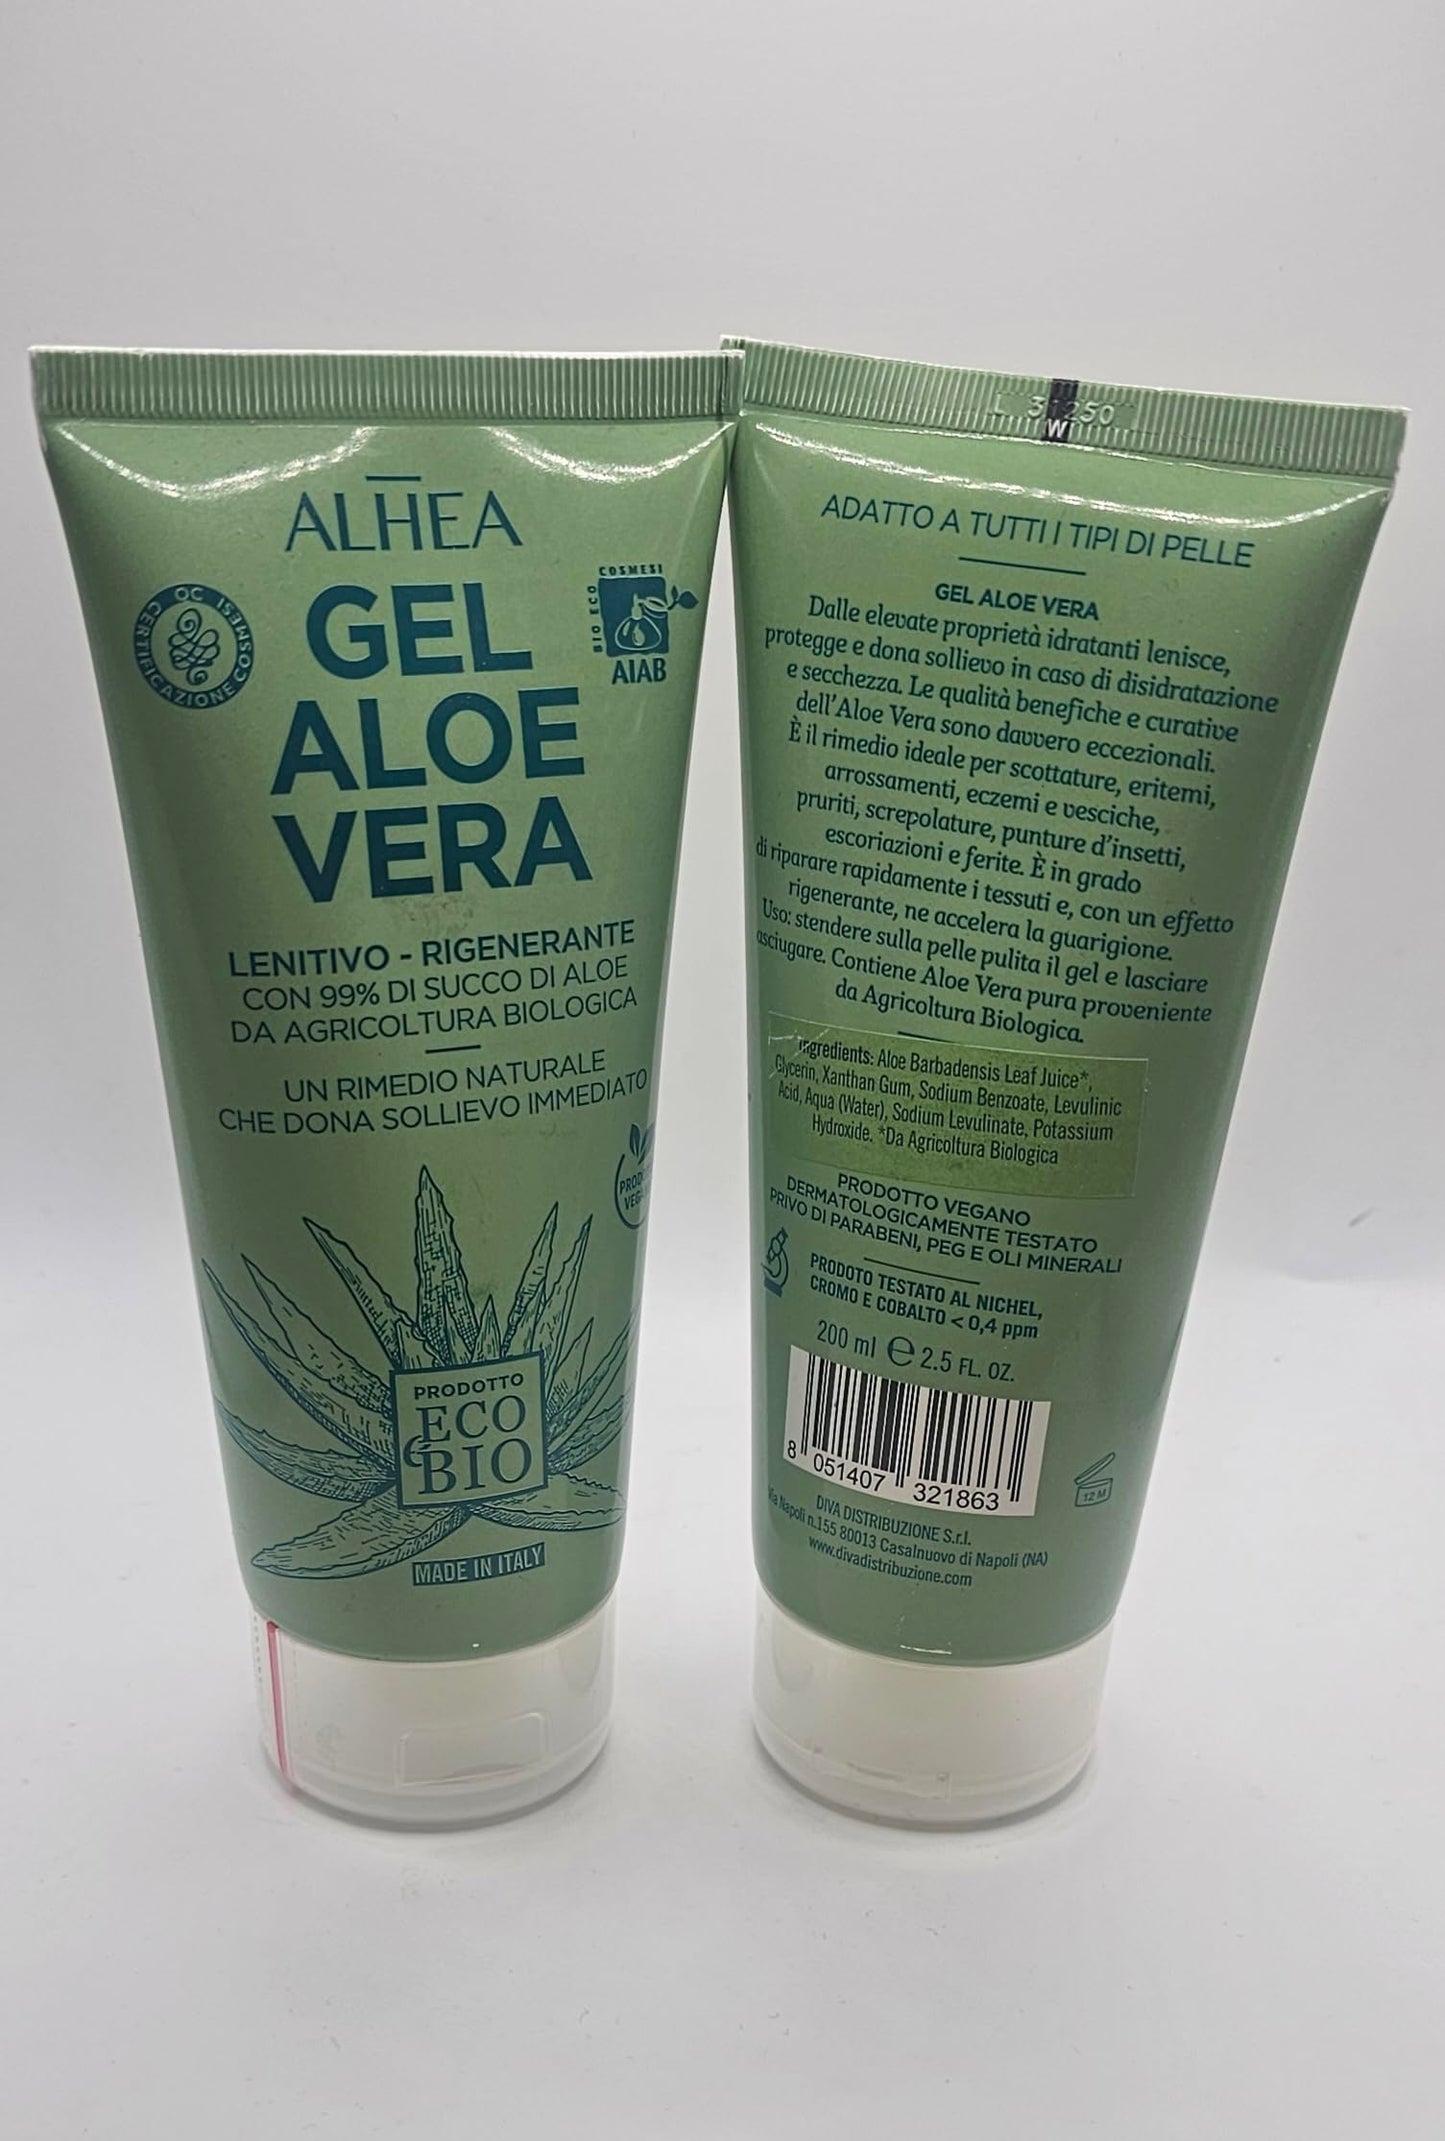 ALHEA
CERTIFICAZIONE COSMESI OC
COSMESI
BIO ECO
AIAB
GEL
ALOE
VERA
LENITIVO - RIGENERANTE
CON 99% DI SUCCO DI ALOE
DA AGRICOLTURA BIOLOGICA
UN RIMEDIO NATURALE
CHE DONA SOLLIEVO IMMEDIATO
PRODOTTO
ECO
& BIO
MADE IN ITALY
W
ADATTO A TUTTI I TIPI DI PELLE
GEL ALOE VERA
Dalle elevate proprietà idratanti lenisce,
protegge e dona sollievo in caso di disidratazione
e secchezza. Le qualità benefiche e curative
dell'Aloe Vera sono davvero eccezionali.
È il rimedio ideale per scottature, eritemi,
arrossamenti, eczemi e vesciche,
pruriti, screpolature, punture d'insetti,
escoriazioni e ferite. È in grado
di riparare rapidamente i tessuti e, con un effetto
rigenerante, ne accelera la guarigione.
Uso: stendere sulla pelle pulita il gel e lasciare
asciugare. Contiene Aloe Vera pura proveniente
da Agricoltura Biologica.
Ingredients: Aloe Barbadensis Leaf Juice*,
Glycerin, Xanthan Gum, Sodium Benzoate, Levulinic
Acid, Aqua (Water), Sodium Levulinate, Potassium
Hydroxide. *Da Agricoltura Biologica
PRODOTTO VEGANO
DERMATOLOGICAMENTE TESTATO
PRIVO DI PARABENI, PEG E OLI MINERALI
PRODOTO TESTATO AL NICHEL,
CROMO E COBALTO < 0,4 ppm
200 ml ℮ 2.5 FL. OZ.
8 051407 321863
12 M
DIVA DISTRIBUZIONE S.r.l.
Via Napoli n.155 80013 Casalnuovo di Napoli (NA)
www.divadistribuzione.com